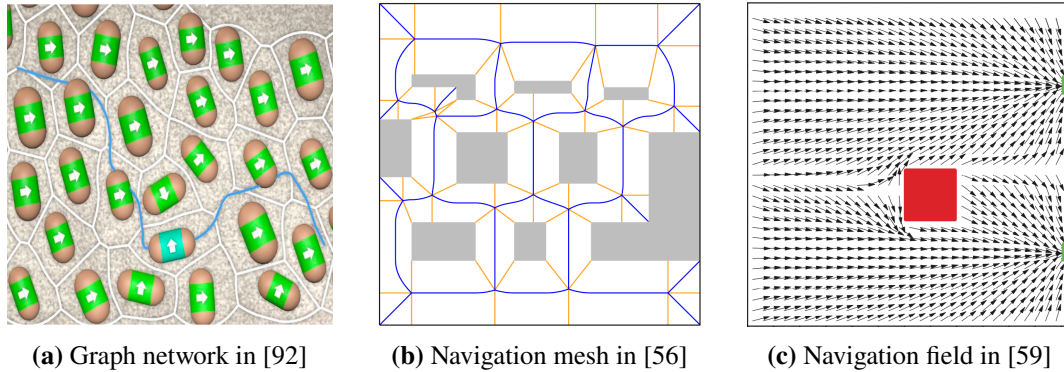 (a) Graph network in [92]
(b) Navigation mesh in [56]
(c) Navigation field in [59]